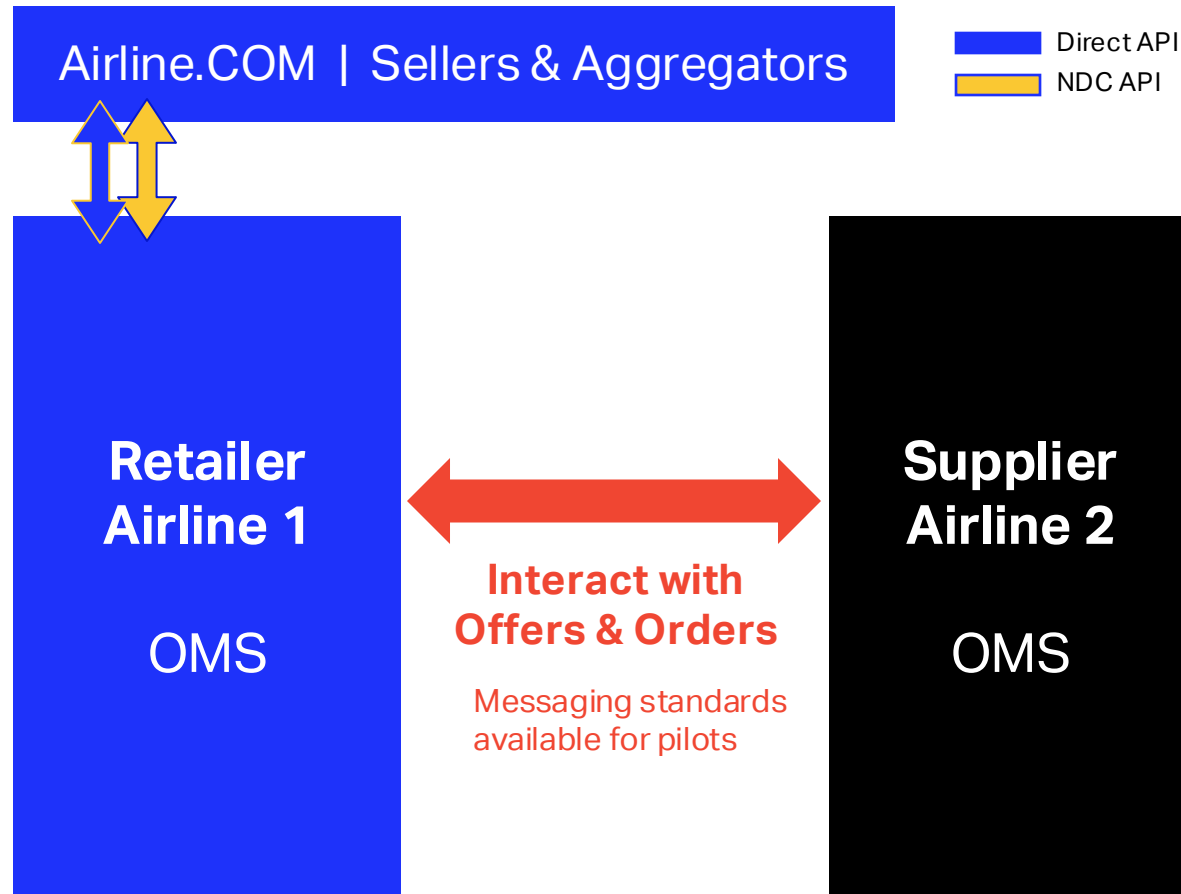 Airline.COM | Sellers & Aggregators
Direct API
NDC API
Retailer
Airline 1
OMS
Interact with
Offers & Orders
Messaging standards
available for pilots
Supplier
Airline 2
OMS